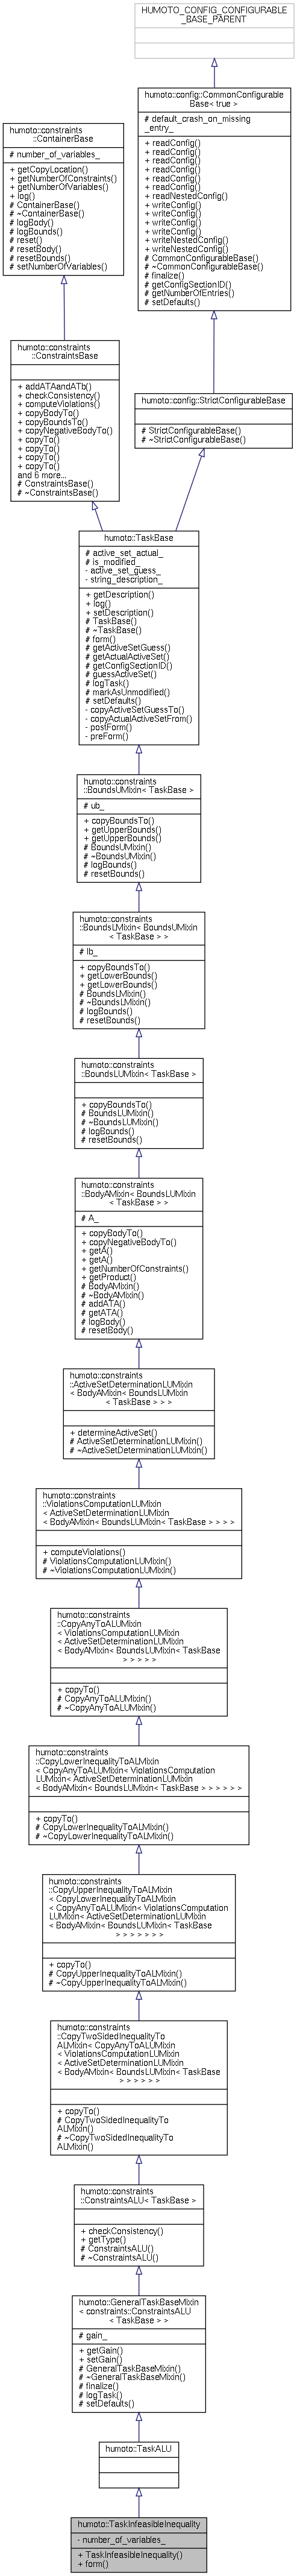 HUMOTO_CONFIG_CONFIGURABLE
_BASE_PARENT
humoto::config::CommonConfigurable
Base< true >
# default_crash_on_missing
_entry_
+ readConfig()
+ readConfig()
+ readConfig()
+ readConfig()
+ readConfig()
+ readConfig()
+ readNestedConfig()
+ writeConfig()
+ writeConfig()
+ writeConfig()
+ writeConfig()
+ writeNestedConfig()
+ writeNestedConfig()
# CommonConfigurableBase()
# ~CommonConfigurableBase()
# finalize()
# getConfigSectionID()
# getNumberOfEntries()
# setDefaults()
humoto::constraints
::ContainerBase
# number_of_variables_
+ getCopyLocation()
+ getNumberOfConstraints()
+ getNumberOfVariables()
+ log()
# ContainerBase()
# ~ContainerBase()
# logBody()
# logBounds()
# reset()
# resetBody()
# resetBounds()
# setNumberOfVariables()
humoto::constraints
::ConstraintsBase
+ addATAandATb()
+ checkConsistency()
+ computeViolations()
+ copyBodyTo()
+ copyBoundsTo()
+ copyNegativeBodyTo()
+ copyTo()
+ copyTo()
+ copyTo()
+ copyTo()
and 6 more...
# ConstraintsBase()
# ~ConstraintsBase()
humoto::config::StrictConfigurableBase
# StrictConfigurableBase()
# ~StrictConfigurableBase()
humoto::TaskBase
# active_set_actual_
# is_modified_
- active_set_guess_
- string_description_
+ getDescription()
+ log()
+ setDescription()
# TaskBase()
# ~TaskBase()
# form()
# getActiveSetGuess()
# getActualActiveSet()
# getConfigSectionID()
# guessActiveSet()
# logTask()
# markAsUnmodified()
# setDefaults()
- copyActiveSetGuessTo()
- copyActualActiveSetFrom()
- postForm()
- preForm()
humoto::constraints
::BoundsUMixin< TaskBase >
# ub_
+ copyBoundsTo()
+ getUpperBounds()
+ getUpperBounds()
# BoundsUMixin()
# ~BoundsUMixin()
# logBounds()
# resetBounds()
humoto::constraints
::BoundsLMixin< BoundsUMixin
< TaskBase > >
# lb_
+ copyBoundsTo()
+ getLowerBounds()
+ getLowerBounds()
# BoundsLMixin()
# ~BoundsLMixin()
# logBounds()
# resetBounds()
humoto::constraints
::BoundsLUMixin< TaskBase >
+ copyBoundsTo()
# BoundsLUMixin()
# ~BoundsLUMixin()
# logBounds()
# resetBounds()
humoto::constraints
::BodyAMixin< BoundsLUMixin
< TaskBase > >
# A_
+ copyBodyTo()
+ copyNegativeBodyTo()
+ getA()
+ getA()
+ getNumberOfConstraints()
+ getProduct()
# BodyAMixin()
# ~BodyAMixin()
# addATA()
# getATA()
# logBody()
# resetBody()
humoto::constraints
::ActiveSetDeterminationLUMixin
< BodyAMixin< BoundsLUMixin
< TaskBase > > >
+ determineActiveSet()
# ActiveSetDeterminationLUMixin()
# ~ActiveSetDeterminationLUMixin()
humoto::constraints
::ViolationsComputationLUMixin
< ActiveSetDeterminationLUMixin
< BodyAMixin< BoundsLUMixin< TaskBase > > > >
+ computeViolations()
# ViolationsComputationLUMixin()
# ~ViolationsComputationLUMixin()
humoto::constraints
::CopyAnyToALUMixin
< ViolationsComputationLUMixin
< ActiveSetDeterminationLUMixin
< BodyAMixin< BoundsLUMixin< TaskBase
> > > > >
+ copyTo()
# CopyAnyToALUMixin()
# ~CopyAnyToALUMixin()
humoto::constraints
::CopyLowerInequalityToALMixin
< CopyAnyToALUMixin< ViolationsComputation
LUMixin< ActiveSetDeterminationLUMixin
< BodyAMixin< BoundsLUMixin< TaskBase > > > > > >
+ copyTo()
# CopyLowerInequalityToALMixin()
# ~CopyLowerInequalityToALMixin()
humoto::constraints
::CopyUpperInequalityToALMixin
< CopyLowerInequalityToALMixin
< CopyAnyToALUMixin< ViolationsComputation
LUMixin< ActiveSetDeterminationLUMixin
< BodyAMixin< BoundsLUMixin< TaskBase
> > > > > > >
+ copyTo()
# CopyUpperInequalityToALMixin()
# ~CopyUpperInequalityToALMixin()
humoto::constraints
::CopyTwoSidedInequalityTo
ALMixin< CopyAnyToALUMixin
< ViolationsComputationLUMixin
< ActiveSetDeterminationLUMixin
< BodyAMixin< BoundsLUMixin< TaskBase
> > > > > >
+ copyTo()
# CopyTwoSidedInequalityTo
ALMixin()
# ~CopyTwoSidedInequalityTo
ALMixin()
humoto::constraints
::ConstraintsALU< TaskBase >
+ checkConsistency()
+ getType()
# ConstraintsALU()
# ~ConstraintsALU()
humoto::GeneralTaskBaseMixin
< constraints::ConstraintsALU
< TaskBase > >
# gain_
+ getGain()
+ setGain()
# GeneralTaskBaseMixin()
# ~GeneralTaskBaseMixin()
# finalize()
# logTask()
# setDefaults()
humoto::TaskALU
humoto::TaskInfeasibleInequality
- number_of_variables_
+ TaskInfeasibleInequality()
+ form()